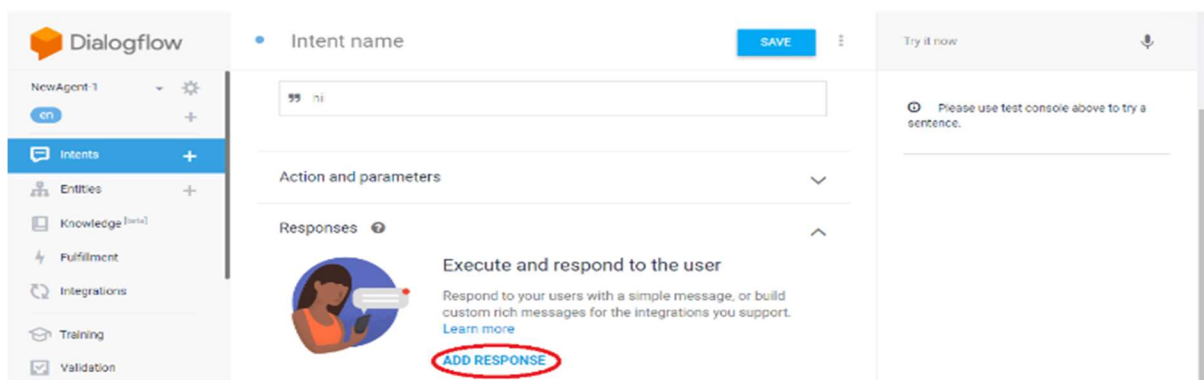 Dialogflow
NewAgent-1
en
Intents
Entities
Knowledge [beta]
Fulfillment
Integrations
Training
Validation
Intent name
SAVE
hi
Action and parameters
Responses
Execute and respond to the user
Respond to your users with a simple message, or build
custom rich messages for the integrations you support.
Learn more
ADD RESPONSE
Try it now
Please use test console above to try a
sentence.